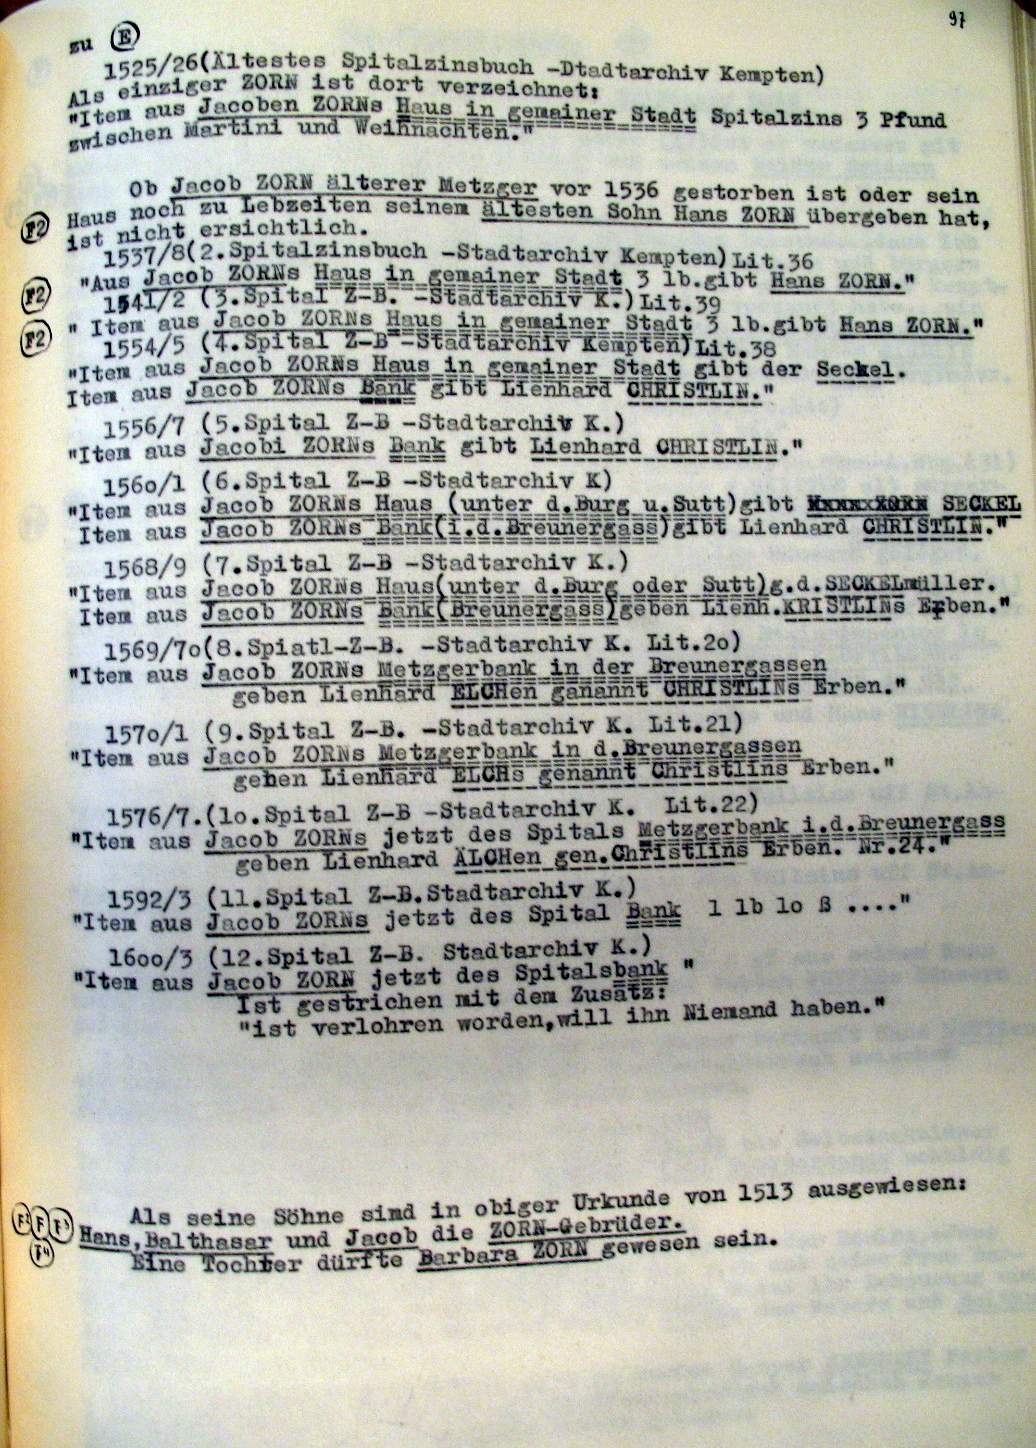 97
zu E
1525/26(Ältestes Spitalzinsbuch -Dtadtarchiv Kempten)
Als einziger ZORN ist dort verzeichnet:
"Item aus Jacoben ZORNs Haus in gemainer Stadt Spitalzins 3 Pfund
zwischen Martini und Weihnachten."
Ob Jacob ZORN älterer Metzger vor 1536 gestorben ist oder sein
F2 Haus noch zu Lebzeiten seinem ältesten Sohn Hans ZORN übergeben hat,
ist nicht ersichtlich.
1537/8(2.Spitalzinsbuch -Stadtarchiv Kempten)Lit.36
F2 "Aus Jacob ZORNs Haus in gemainer Stadt 3 lb.gibt Hans ZORN."
1541/2 (3.Spital Z-B. -Stadtarchiv K.)Lit.39
F2 " Item aus Jacob ZORNs Haus in gemainer Stadt 3 lb.gibt Hans ZORN."
1554/5 (4.Spital Z-B -Stadtarchiv Kempten)Lit.38
"Item aus Jacob ZORNs Haus in gemainer Stadt gibt der Seckel.
Item aus Jacob ZORNs Bank gibt Lienhard CHRISTLIN."
1556/7 (5.Spital Z-B -Stadtarchiv K.)
"Item aus Jacobi ZORNs Bank gibt Lienhard CHRISTLIN."
1560/1 (6.Spital Z-B -Stadtarchiv K)
"Item aus Jacob ZORNs Haus (unter d.Burg u.Sutt)gibt SECKEL
Item aus Jacob ZORNs Bank(i.d.Breunergass)gibt Lienhard CHRISTLIN."
1568/9 (7.Spital Z-B -Stadtarchiv K.)
"Item aus Jacob ZORNs Haus(unter d.Burg oder Sutt)g.d.SECKELmüller.
Item aus Jacob ZORNs Bank(Breunergass)geben Lienh.KRISTLINs Erben."
1569/7o(8.Spiatl-Z-B. -Stadtarchiv K. Lit.2o)
"Item aus Jacob ZORNs Metzgerbank in der Breunergassen
geben Lienhard ELCHen ganannt CHRISTLINs Erben."
157o/1 (9.Spital Z-B. -Stadtarchiv K. Lit.21)
"Item aus Jacob ZORNs Metzgerbank in d.Breunergassen
geben Lienhard ELCHs genannt Christlins Erben."
1576/7.(1o.Spital Z-B -Stadtarchiv K. Lit.22)
"Item aus Jacob ZORNs jetzt des Spitals Metzgerbank i.d.Breunergass
geben Lienhard ÄLCHen gen.Christlins Erben. Nr.24."
1592/3 (11.Spital Z-B.Stadtarchiv K.)
"Item aus Jacob ZORNs jetzt des Spital Bank 1 lb 1o ß ...."
16oo/3 (12.Spital Z-B. Stadtarchiv K.)
"Item aus Jacob ZORN jetzt des Spitalsbank "
Ist gestrichen mit dem Zusatz:
"ist verlohren worden,will ihn Niemand haben."
Als seine Söhne sind in obiger Urkunde von 1513 ausgewiesen:
F2 F F3 Hans,Balthasar und Jacob die ZORN-Gebrüder.
F4 Eine Tochter dürfte Barbara ZORN gewesen sein.